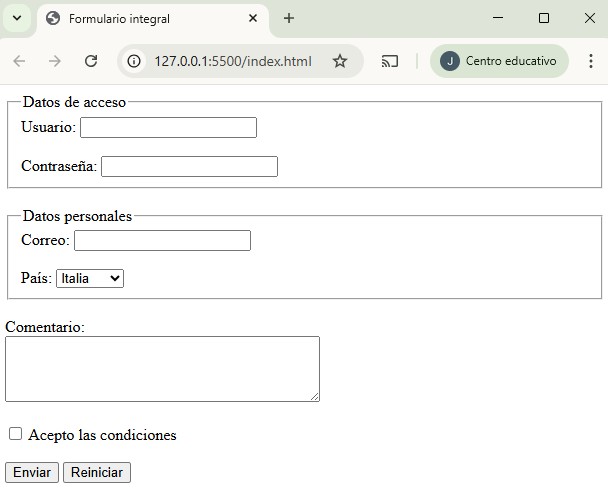 Formulario integral
127.0.0.1:5500/index.html
J Centro educativo
Datos de acceso
Usuario:
Contraseña:
Datos personales
Correo:
País: Italia
Comentario:
Acepto las condiciones
Enviar Reiniciar